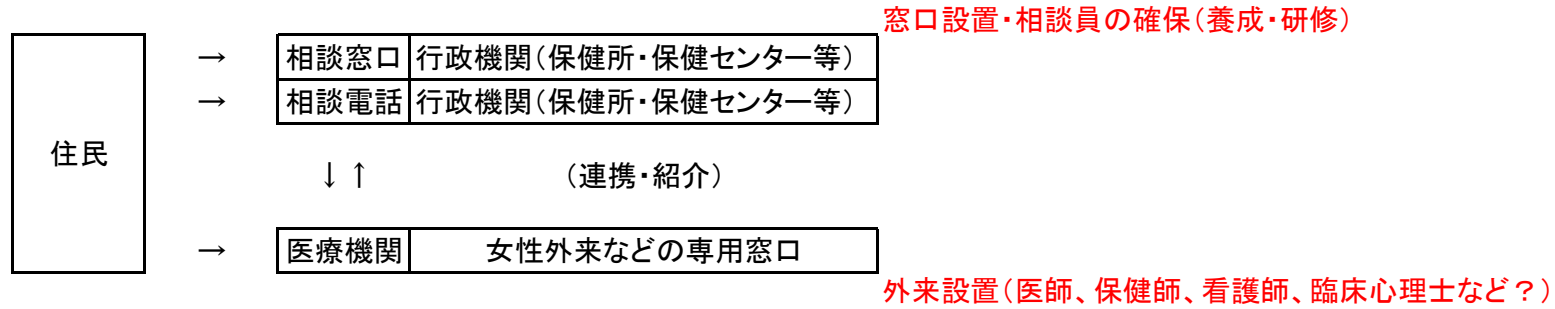 窓口設置・相談員の確保（養成・研修）
→ 相談窓口 行政機関（保健所・保健センター等）
→ 相談電話 行政機関（保健所・保健センター等）
住民
↓↑ （連携・紹介）
→ 医療機関 女性外来などの専用窓口
外来設置（医師、保健師、看護師、臨床心理士など？）